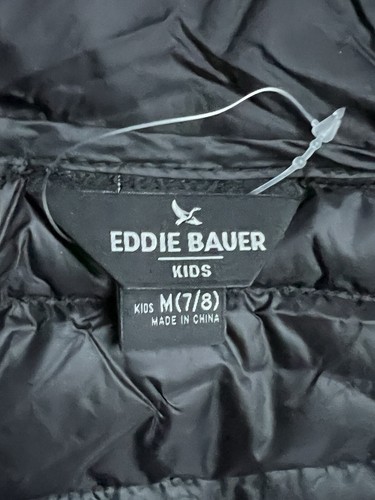 EDDIE BAUER
KIDS
KIDS M(7/8)
MADE IN CHINA